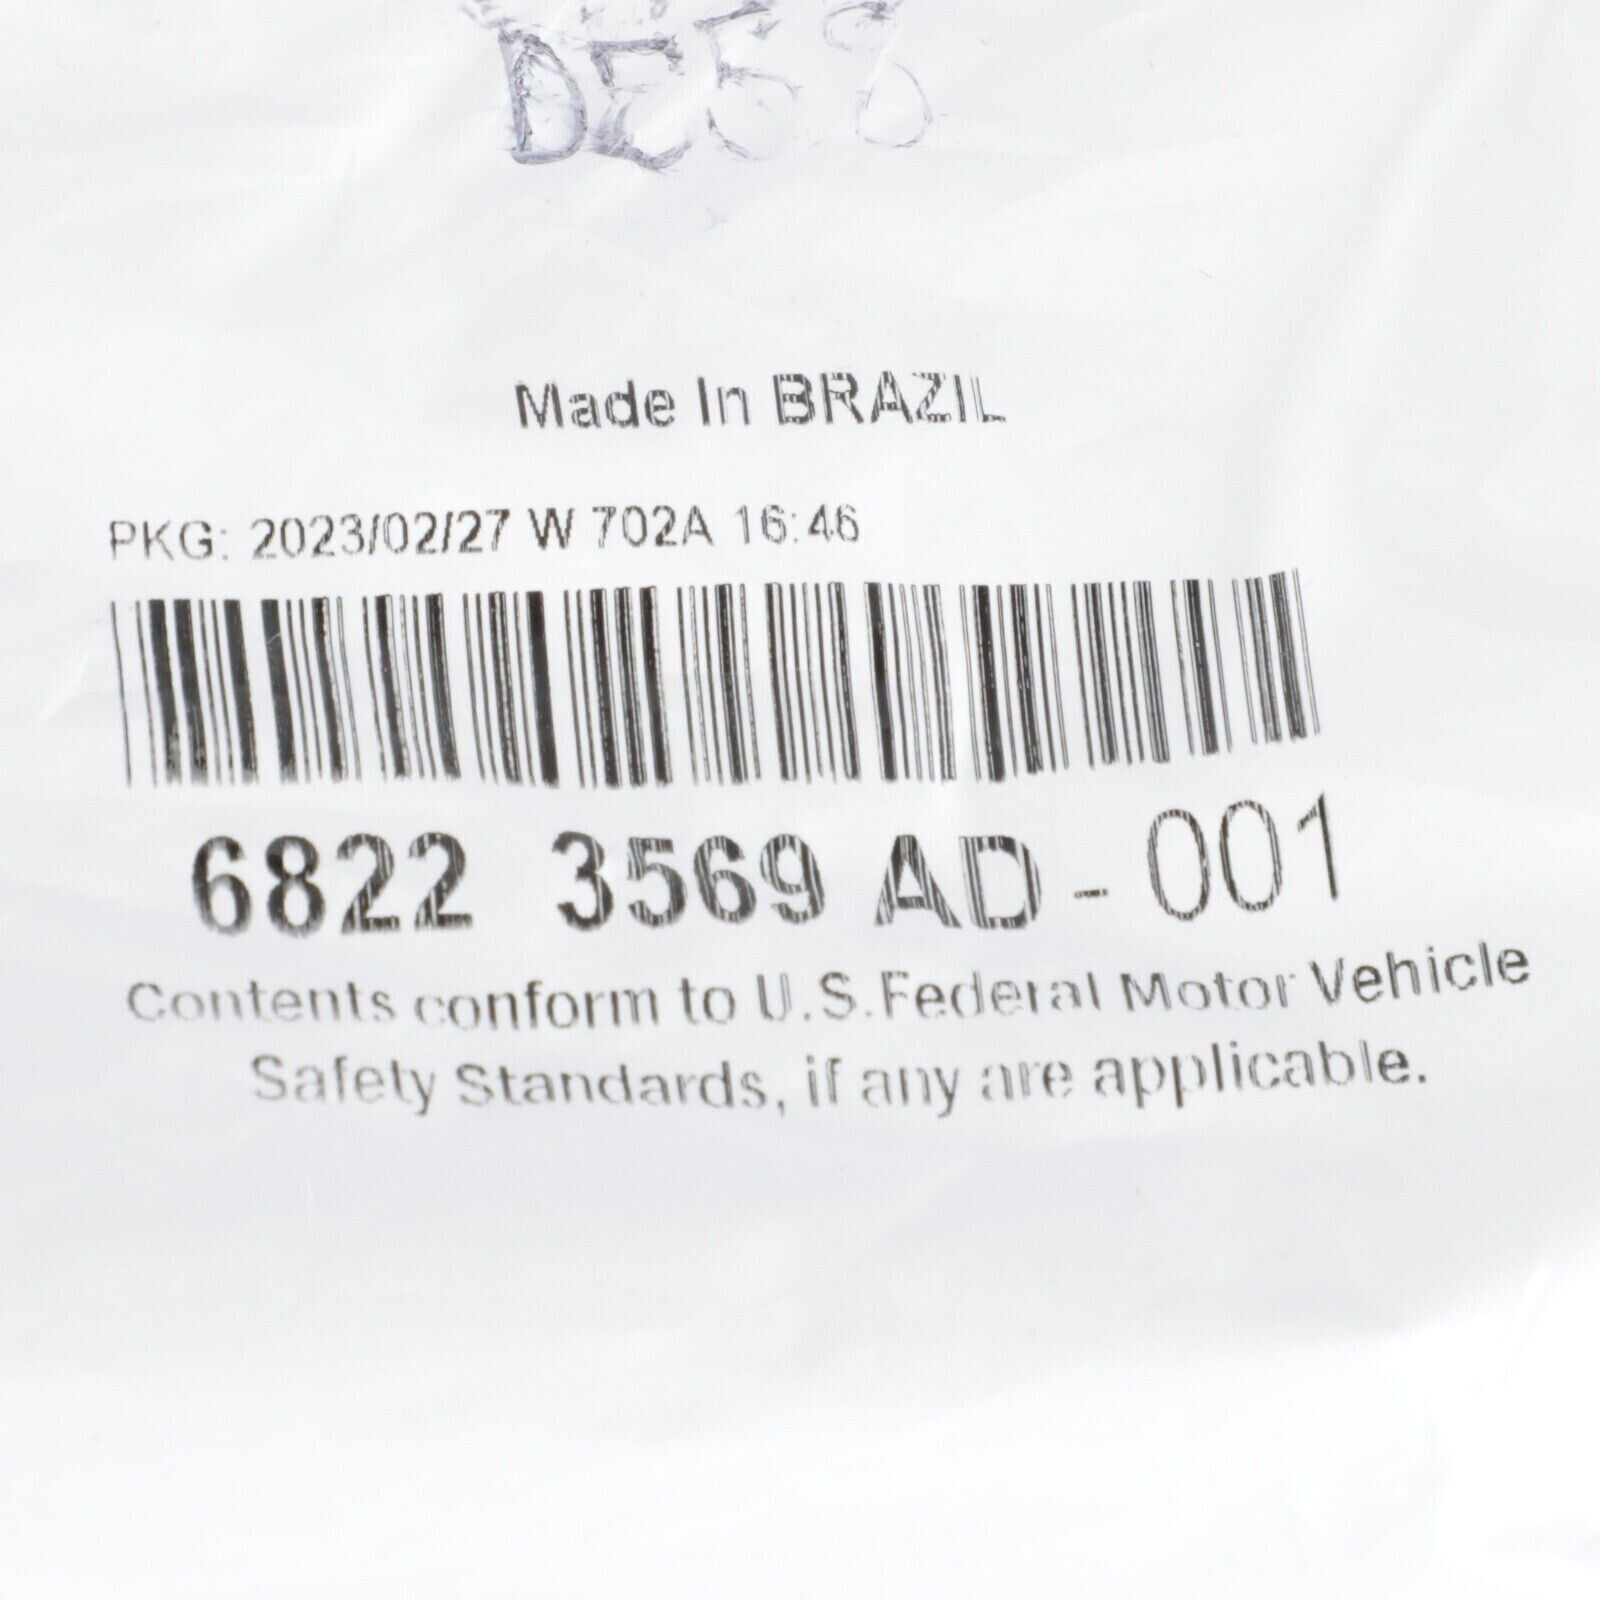 Made In BRAZIL
PKG: 2023/02/27 W 702A 16:46
6822 3569 AD - 001
Contents conform to U.S.Federal Motor Vehicle
Safety Standards, if any are applicable.